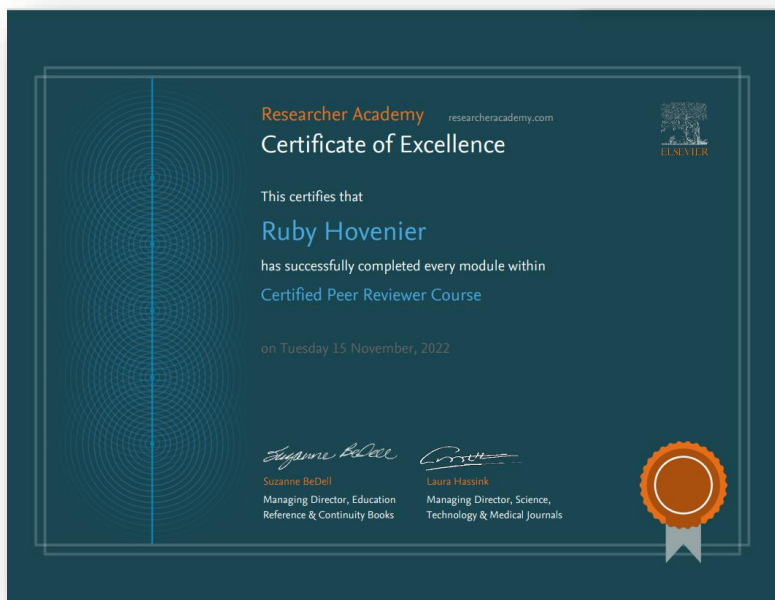 Researcher Academy researcheracademy.com
Certificate of Excellence
ELSEVIER
This certifies that
Ruby Hovenier
has successfully completed every module within
Certified Peer Reviewer Course
on Tuesday 15 November, 2022
Suzanne BeDell
Suzanne BeDell
Managing Director, Education
Reference & Continuity Books
Laura Hassink
Managing Director, Science,
Technology & Medical Journals